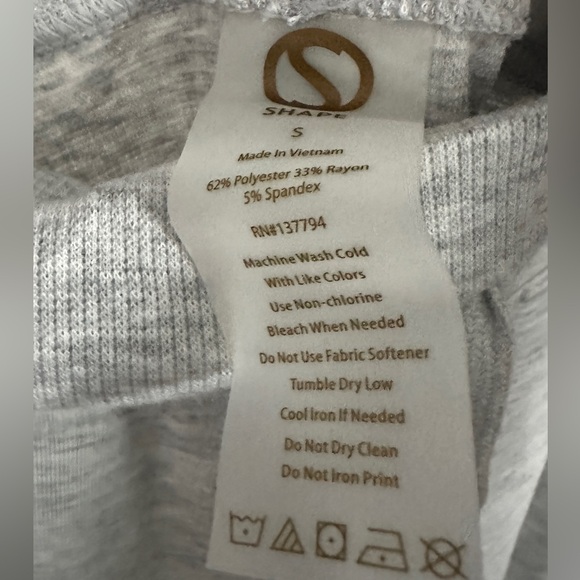 S
SHAPE
S
Made In Vietnam
62% Polyester 33% Rayon
5% Spandex
RN#137794
Machine Wash Cold
With Like Colors
Use Non-chlorine
Bleach When Needed
Do Not Use Fabric Softener
Tumble Dry Low
Cool Iron If Needed
Do Not Dry Clean
Do Not Iron Print